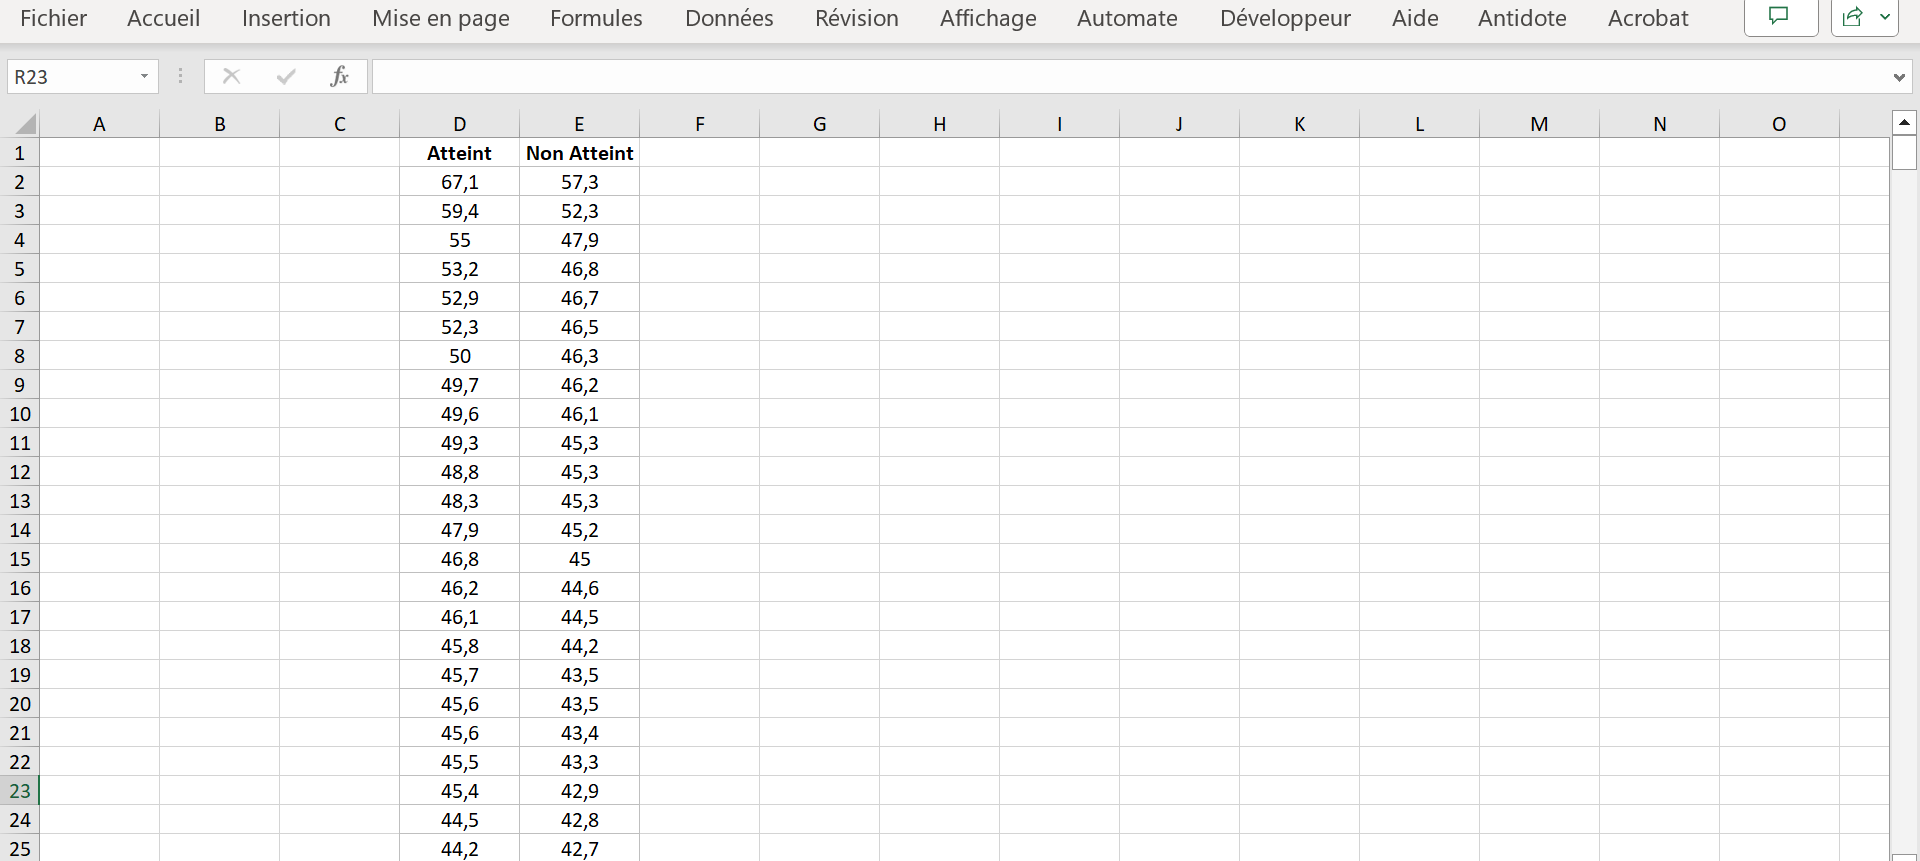 Fichier Accueil Insertion Mise en page Formules Données Révision Affichage Automate Développeur Aide Antidote Acrobat
R23 fx
A B C D E F G H I J K L M N O
1 Atteint Non Atteint
2 67,1 57,3
3 59,4 52,3
4 55 47,9
5 53,2 46,8
6 52,9 46,7
7 52,3 46,5
8 50 46,3
9 49,7 46,2
10 49,6 46,1
11 49,3 45,3
12 48,8 45,3
13 48,3 45,3
14 47,9 45,2
15 46,8 45
16 46,2 44,6
17 46,1 44,5
18 45,8 44,2
19 45,7 43,5
20 45,6 43,5
21 45,6 43,4
22 45,5 43,3
23 45,4 42,9
24 44,5 42,8
25 44,2 42,7